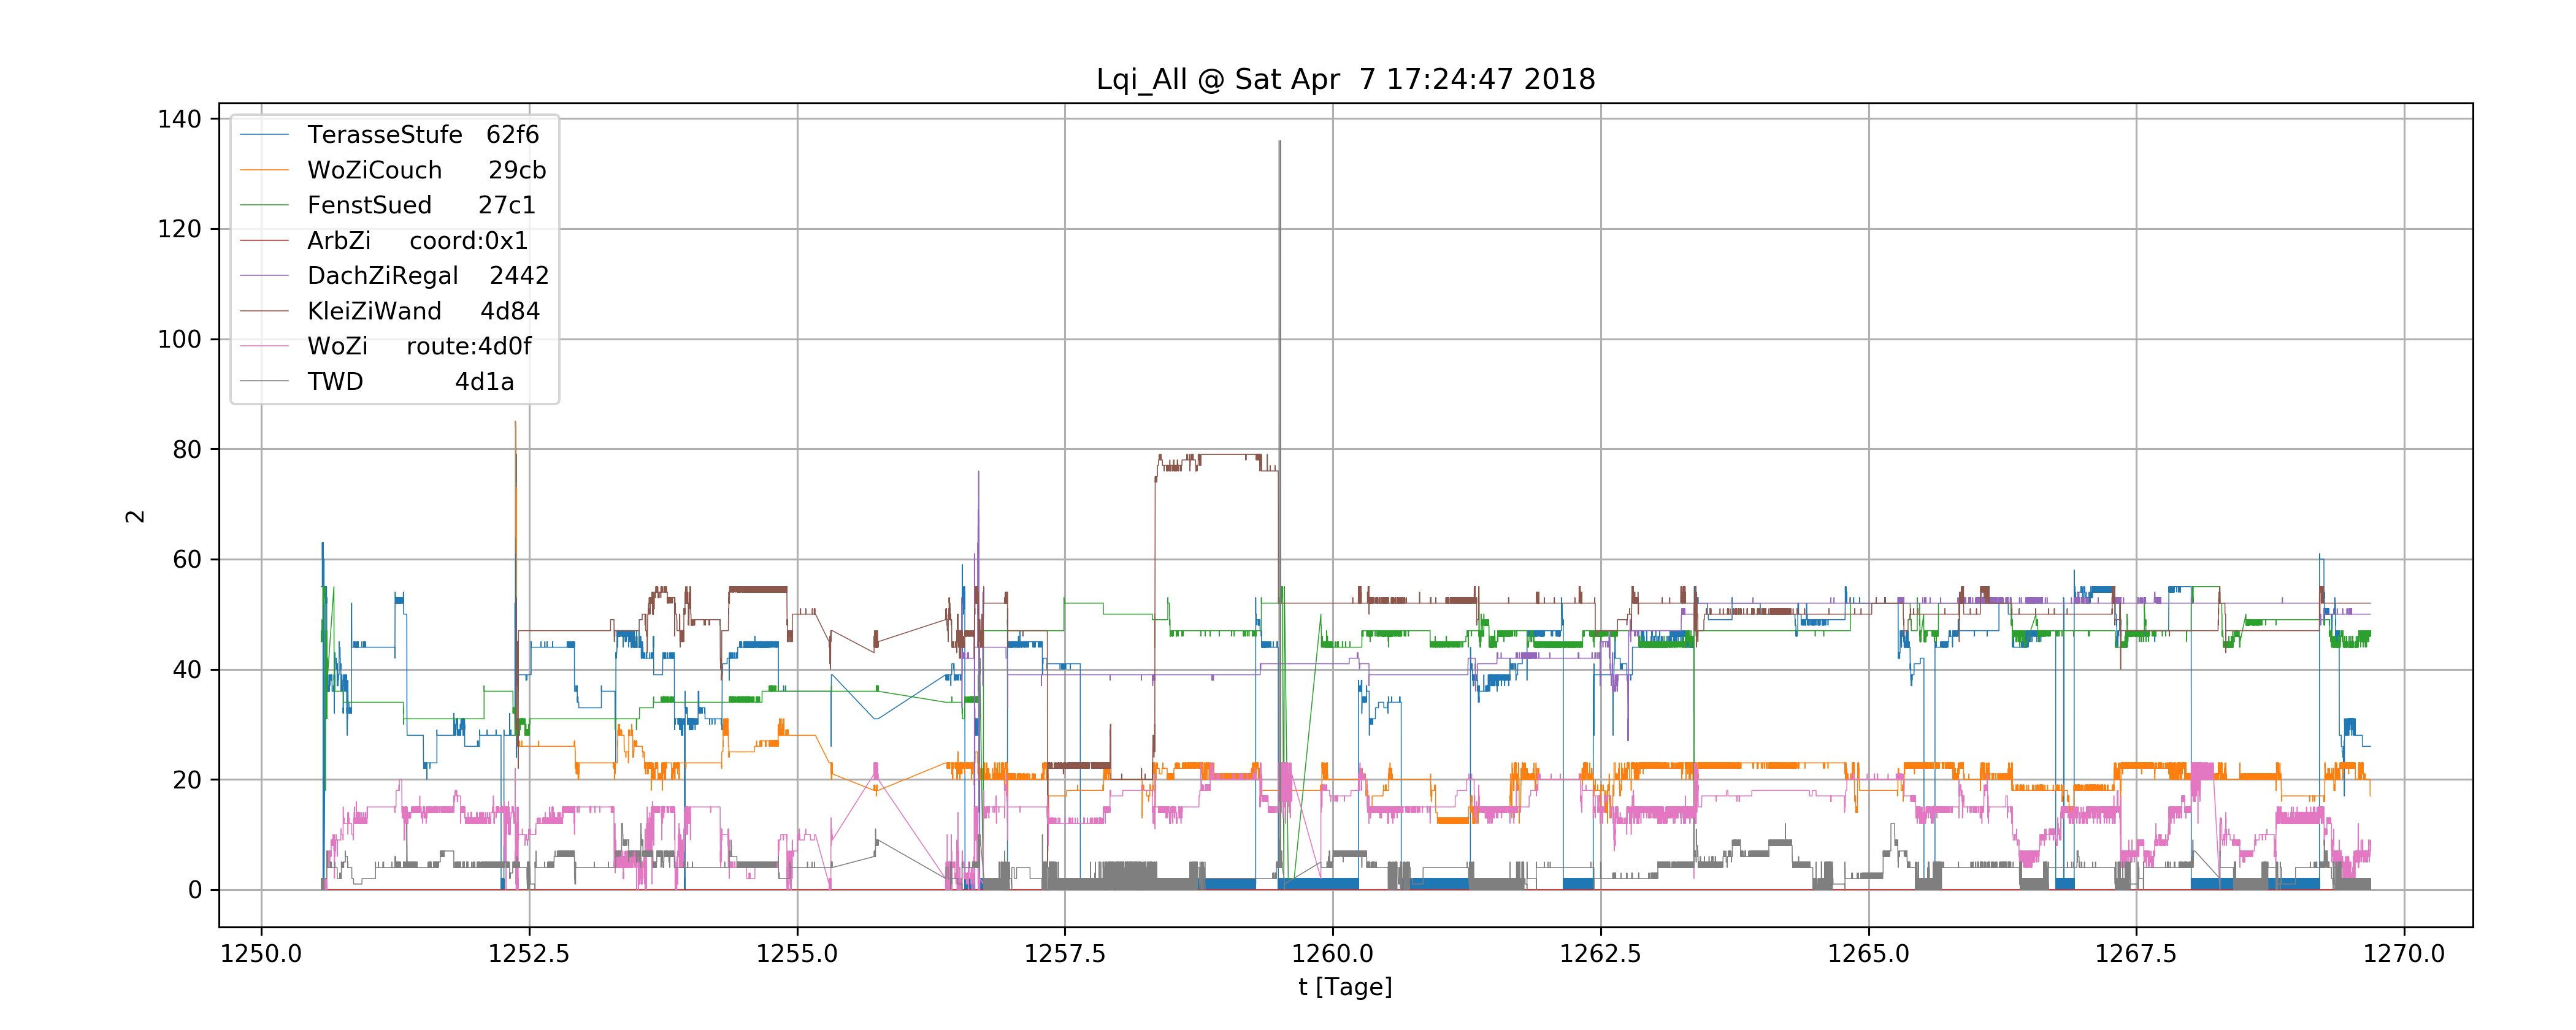 Lqi_All @ Sat Apr  7 17:24:47 2018
140
120
100
80
60
40
20
0
2
TerasseStufe   62f6
WoZiCouch      29cb
FenstSued      27c1
ArbZi     coord:0x1
DachZiRegal    2442
KleiZiWand     4d84
WoZi     route:4d0f
TWD            4d1a
1250.0 1252.5 1255.0 1257.5 1260.0 1262.5 1265.0 1267.5 1270.0
t [Tage]